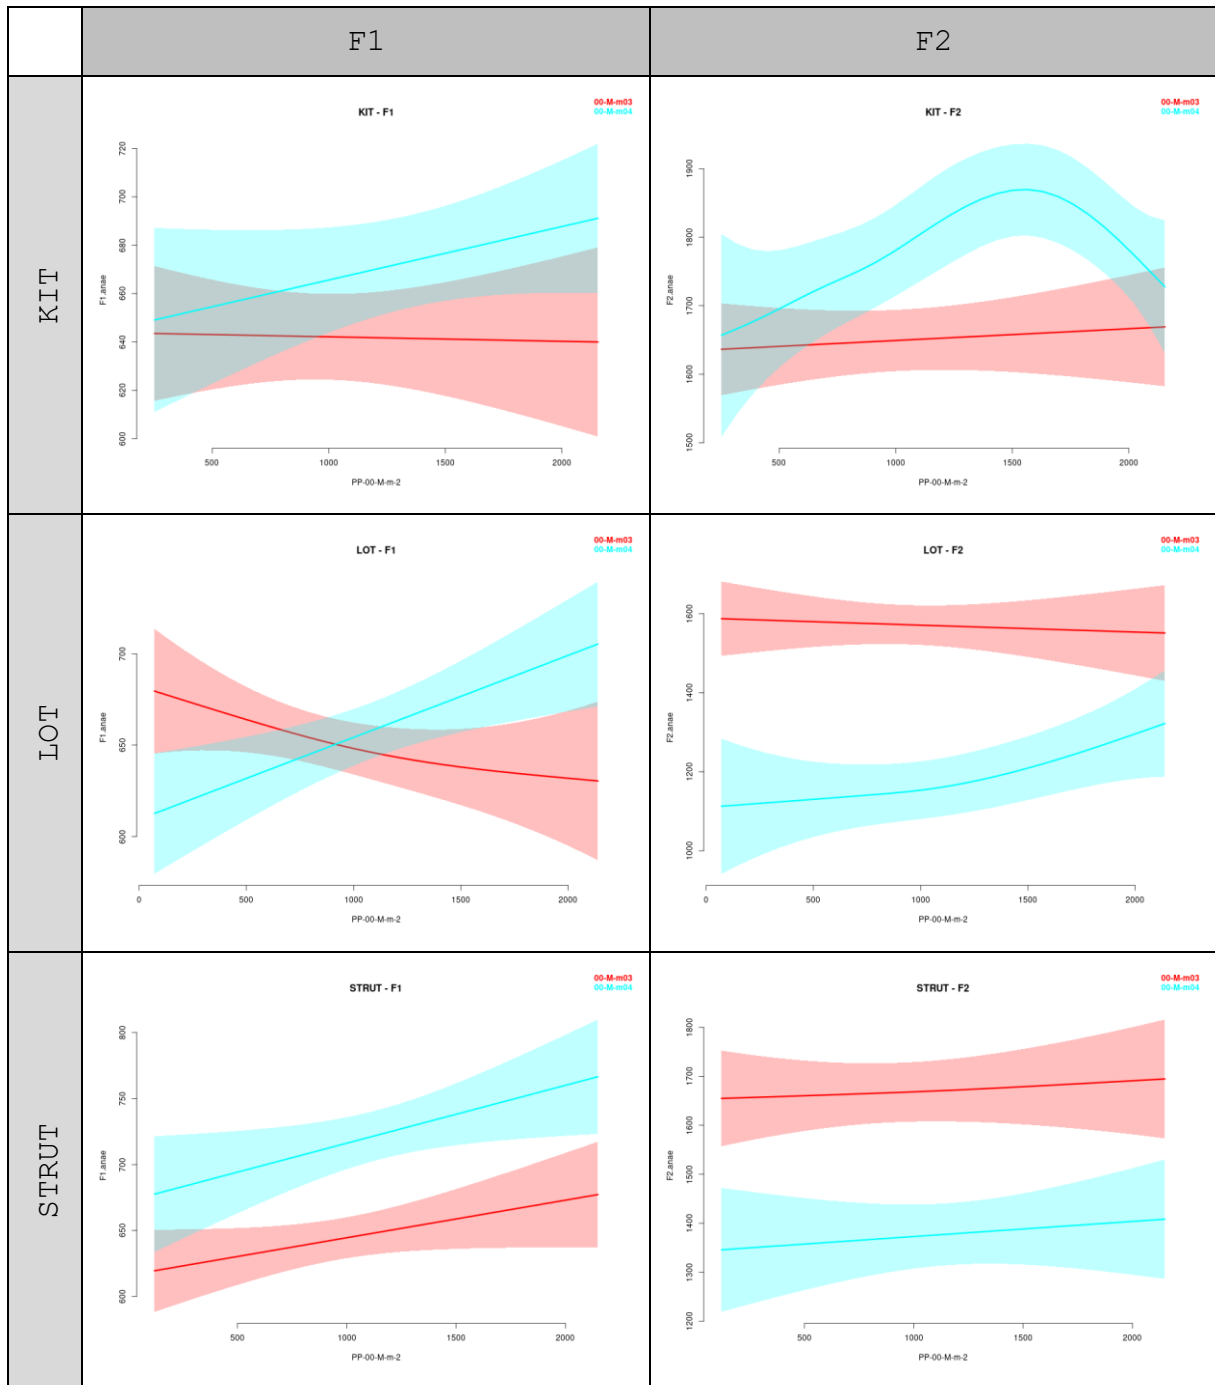 F1
F2
KIT
KIT - F1
00-M-m03
00-M-m04
F1.anae
720
700
680
660
640
620
600
500
1000
1500
2000
PP-00-M-m-2
KIT - F2
00-M-m03
00-M-m04
F2.anae
1900
1800
1700
1600
1500
500
1000
1500
2000
PP-00-M-m-2
LOT
LOT - F1
00-M-m03
00-M-m04
F1.anae
700
650
600
0
500
1000
1500
2000
PP-00-M-m-2
LOT - F2
00-M-m03
00-M-m04
F2.anae
1600
1400
1200
1000
0
500
1000
1500
2000
PP-00-M-m-2
STRUT
STRUT - F1
00-M-m03
00-M-m04
F1.anae
800
750
700
650
600
500
1000
1500
2000
PP-00-M-m-2
STRUT - F2
00-M-m03
00-M-m04
F2.anae
1800
1700
1600
1500
1400
1300
1200
500
1000
1500
2000
PP-00-M-m-2